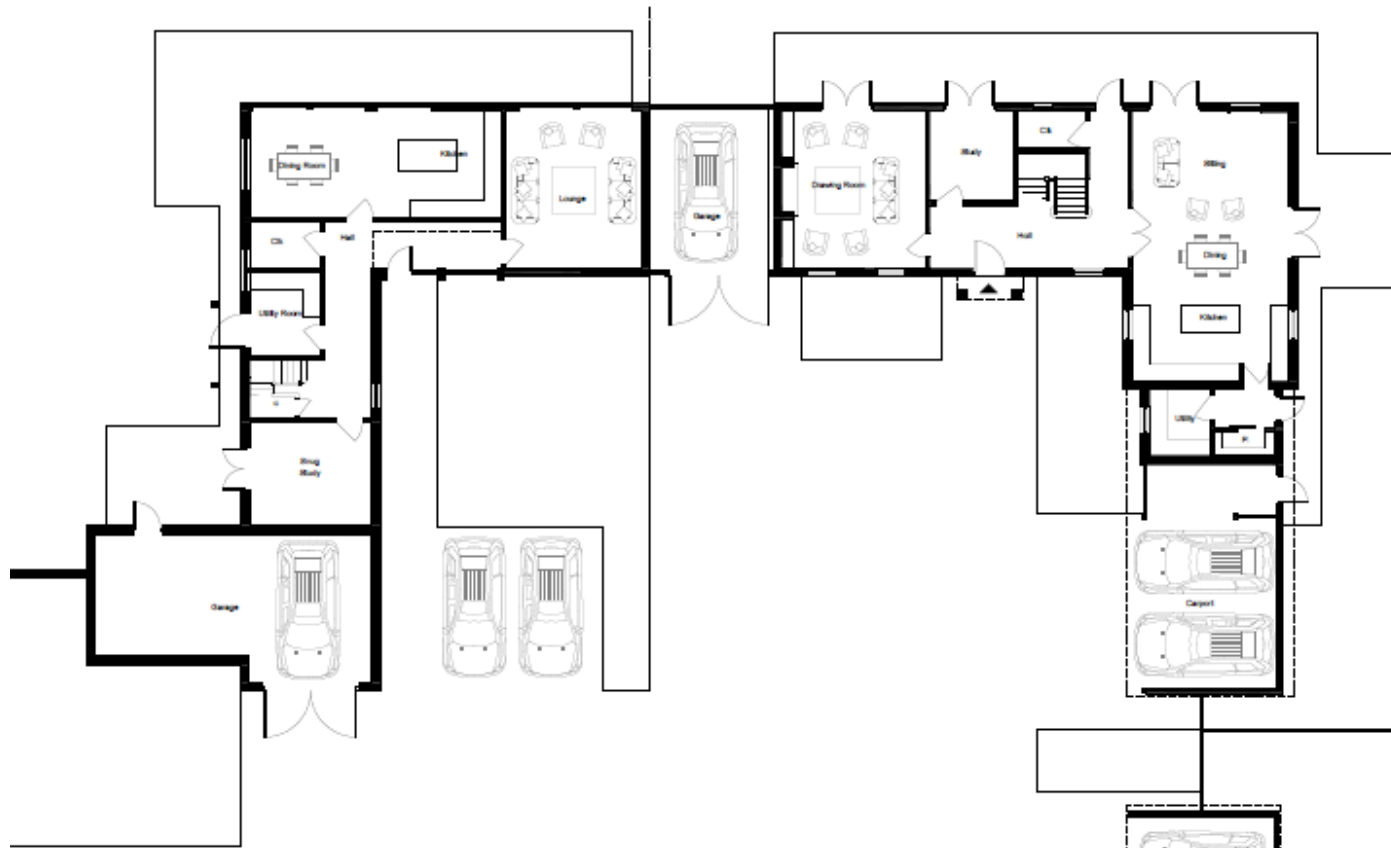 Dining Room
Kitchen
Lounge
Garage
Drawing Room
Study
Clk
Sitting
Clk
Hall
Hall
Dining
Utility Room
Kitchen
Utility
Snug
Study
Garage
Carport